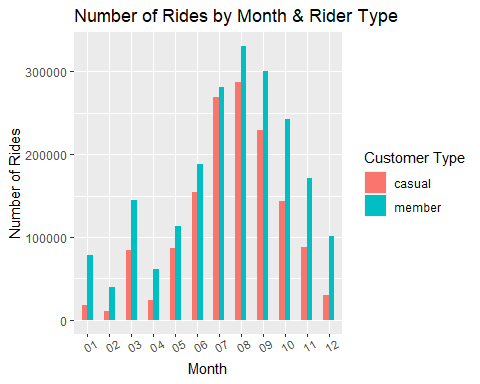 Number of Rides by Month & Rider Type
Number of Rides
300000
200000
100000
0
01 02 03 04 05 06 07 08 09 10 11 12
Month
Customer Type
casual
member